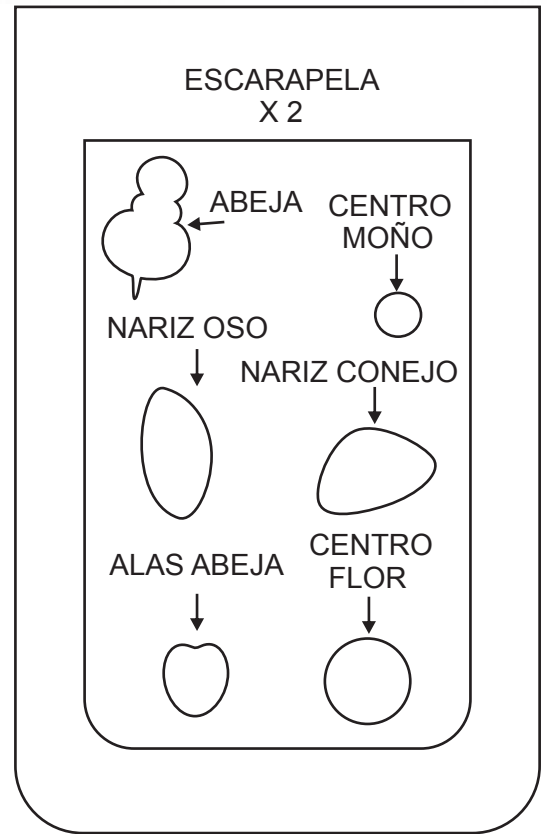 ESCARAPELA
X 2
ABEJA
CENTRO
MOÑO
NARIZ OSO
NARIZ CONEJO
ALAS ABEJA
CENTRO
FLOR